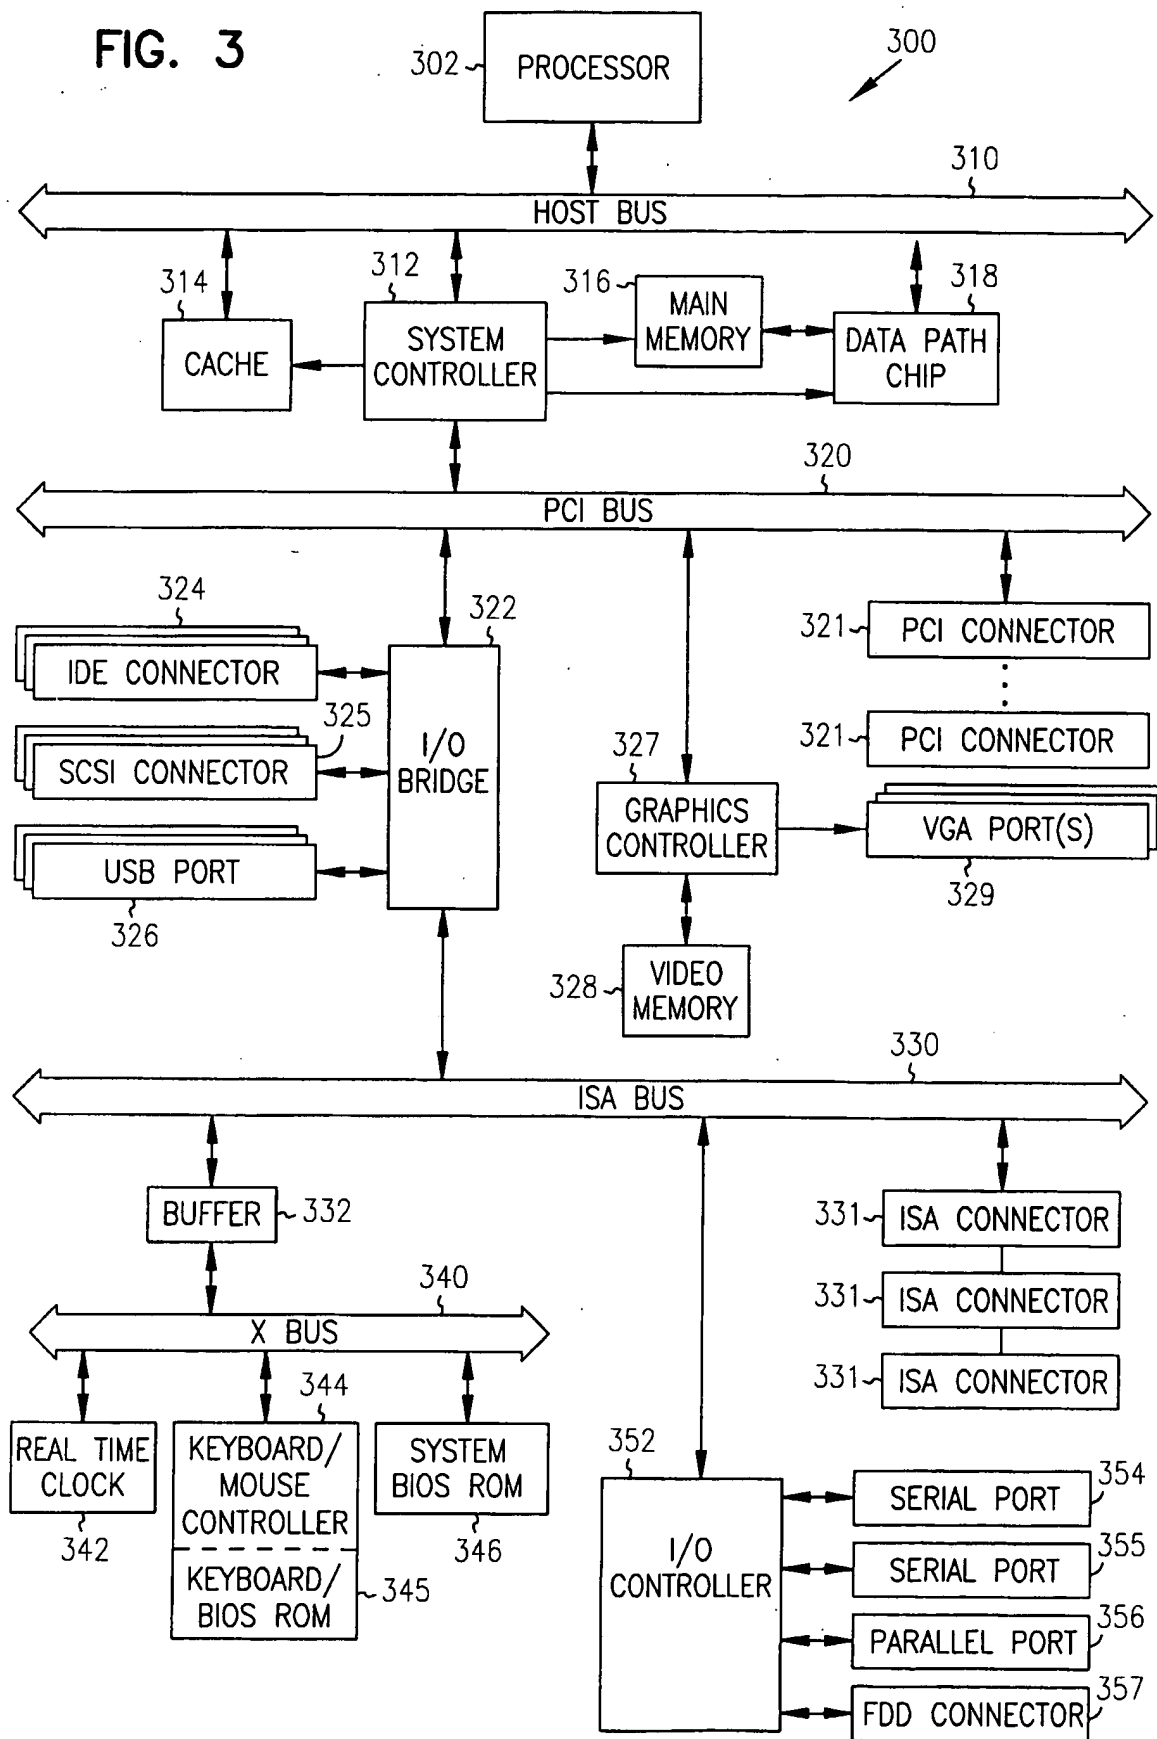 FIG. 3
302
PROCESSOR
300
310
HOST BUS
314
312
316
318
CACHE
SYSTEM
CONTROLLER
MAIN
MEMORY
DATA PATH
CHIP
320
PCI BUS
324
322
IDE CONNECTOR
325
SCSI CONNECTOR
USB PORT
326
I/O
BRIDGE
327
GRAPHICS
CONTROLLER
328
VIDEO
MEMORY
321
PCI CONNECTOR
321
PCI CONNECTOR
VGA PORT(S)
329
330
ISA BUS
BUFFER
332
340
X BUS
331
ISA CONNECTOR
331
ISA CONNECTOR
331
ISA CONNECTOR
REAL TIME
CLOCK
342
344
KEYBOARD/
MOUSE
CONTROLLER
KEYBOARD/
BIOS ROM
345
SYSTEM
BIOS ROM
346
352
I/O
CONTROLLER
SERIAL PORT
354
SERIAL PORT
355
PARALLEL PORT
356
FDD CONNECTOR
357